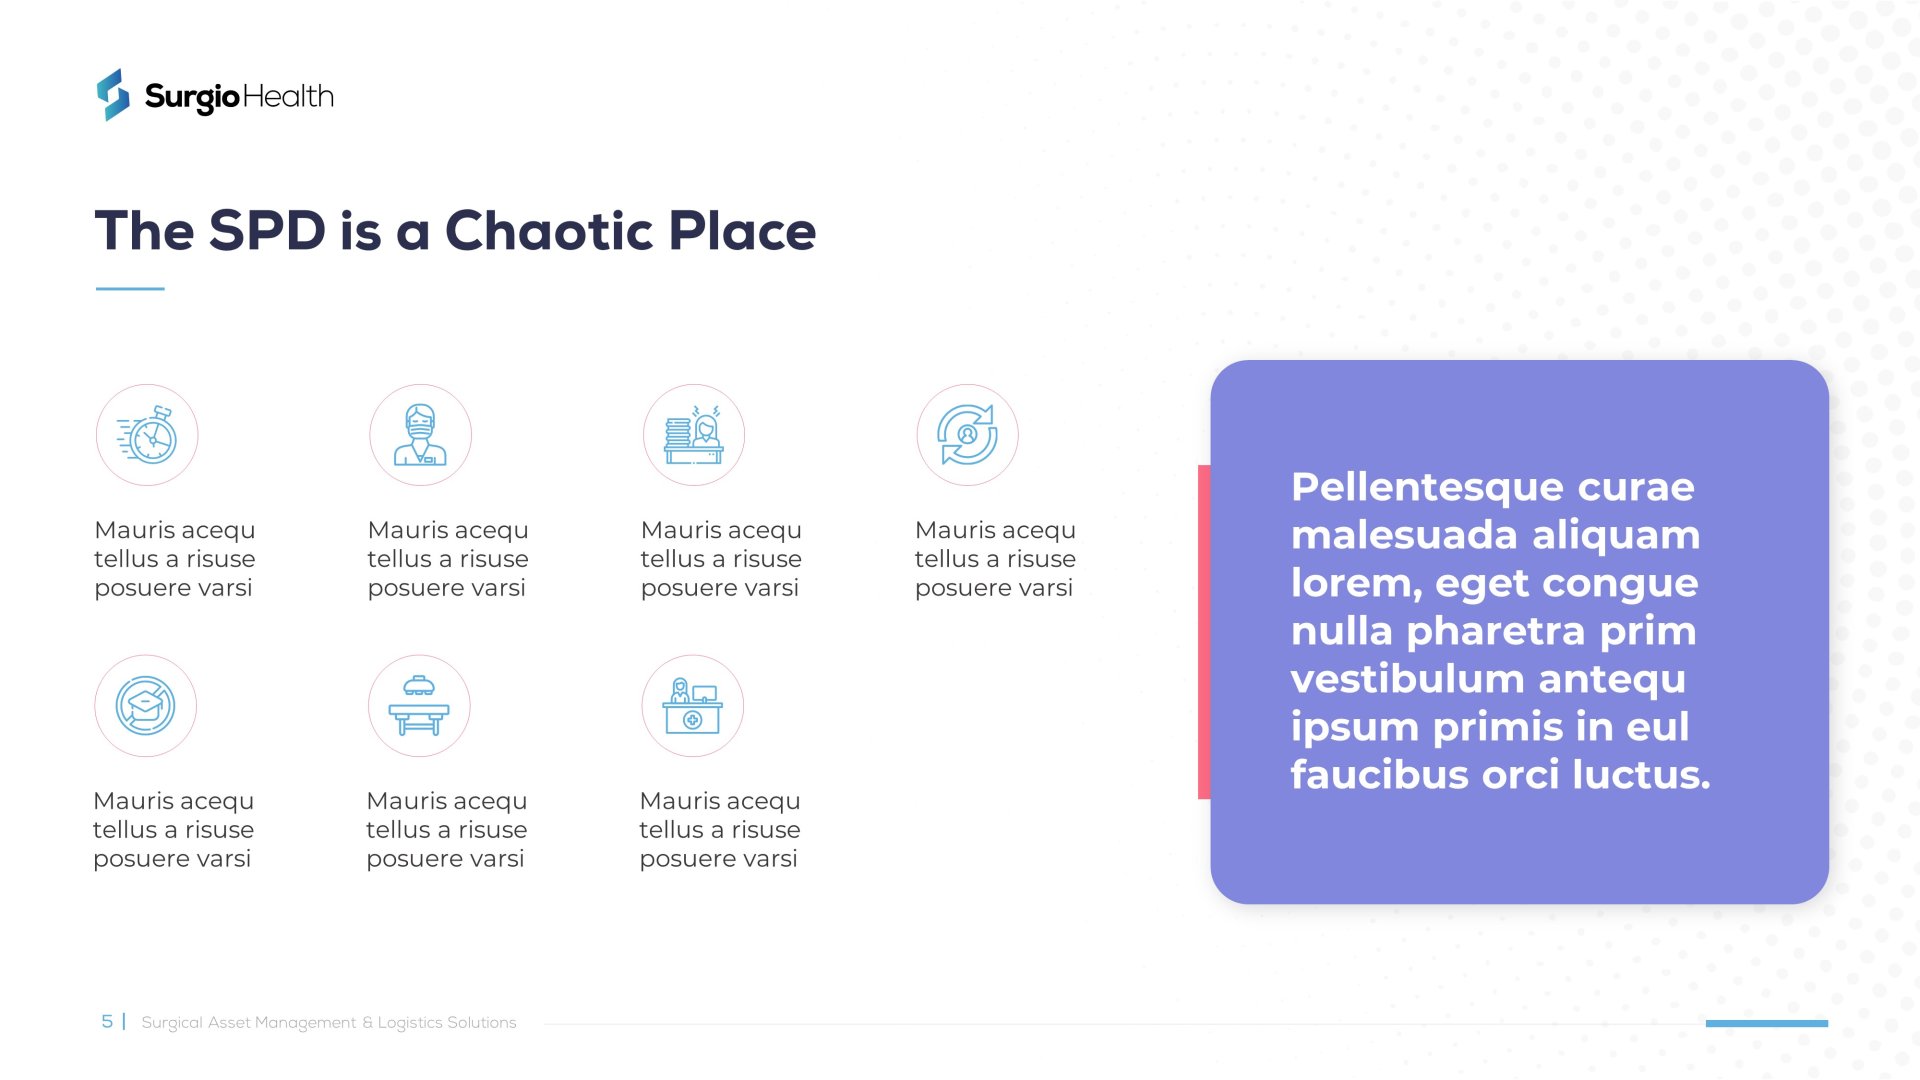 Surgio Health
The SPD is a Chaotic Place
Mauris acequ
tellus a risuse
posuere varsi
Mauris acequ
tellus a risuse
posuere varsi
Mauris acequ
tellus a risuse
posuere varsi
Mauris acequ
tellus a risuse
posuere varsi
Mauris acequ
tellus a risuse
posuere varsi
Mauris acequ
tellus a risuse
posuere varsi
Mauris acequ
tellus a risuse
posuere varsi
Pellentesque curae
malesuada aliquam
lorem, eget congue
nulla pharetra prim
vestibulum antequ
ipsum primis in eul
faucibus orci luctus.
5 | Surgical Asset Management & Logistics Solutions